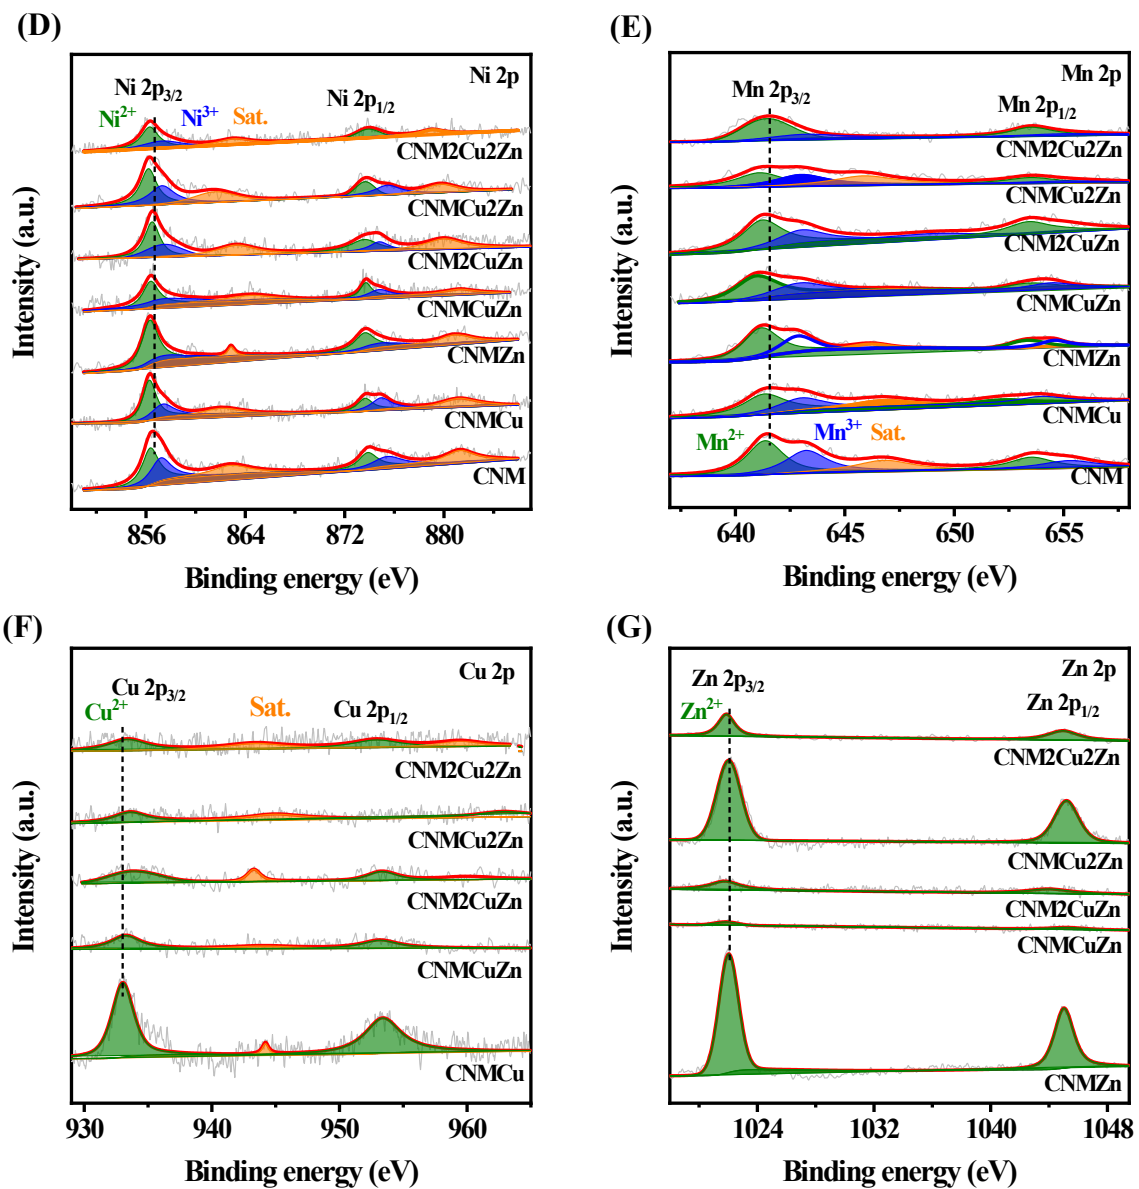 (D)
Ni 2p
Ni 2p3/2
Ni 2p1/2
Ni2+
Ni3+
Sat.
CNM2Cu2Zn
CNMCu2Zn
CNM2CuZn
CNMCuZn
CNMZn
CNMCu
CNM
Intensity (a.u.)
856 864 872 880
Binding energy (eV)
(E)
Mn 2p
Mn 2p3/2
Mn 2p1/2
CNM2Cu2Zn
CNMCu2Zn
CNM2CuZn
CNMCuZn
CNMZn
CNMCu
Mn2+
Mn3+
Sat.
CNM
Intensity (a.u.)
640 645 650 655
Binding energy (eV)
(F)
Cu 2p
Cu 2p3/2
Cu2+
Sat.
Cu 2p1/2
CNM2Cu2Zn
CNMCu2Zn
CNM2CuZn
CNMCuZn
CNMCu
Intensity (a.u.)
930 940 950 960
Binding energy (eV)
(G)
Zn 2p
Zn 2p3/2
Zn2+
Zn 2p1/2
CNM2Cu2Zn
CNMCu2Zn
CNM2CuZn
CNMCuZn
CNMZn
Intensity (a.u.)
1024 1032 1040 1048
Binding energy (eV)